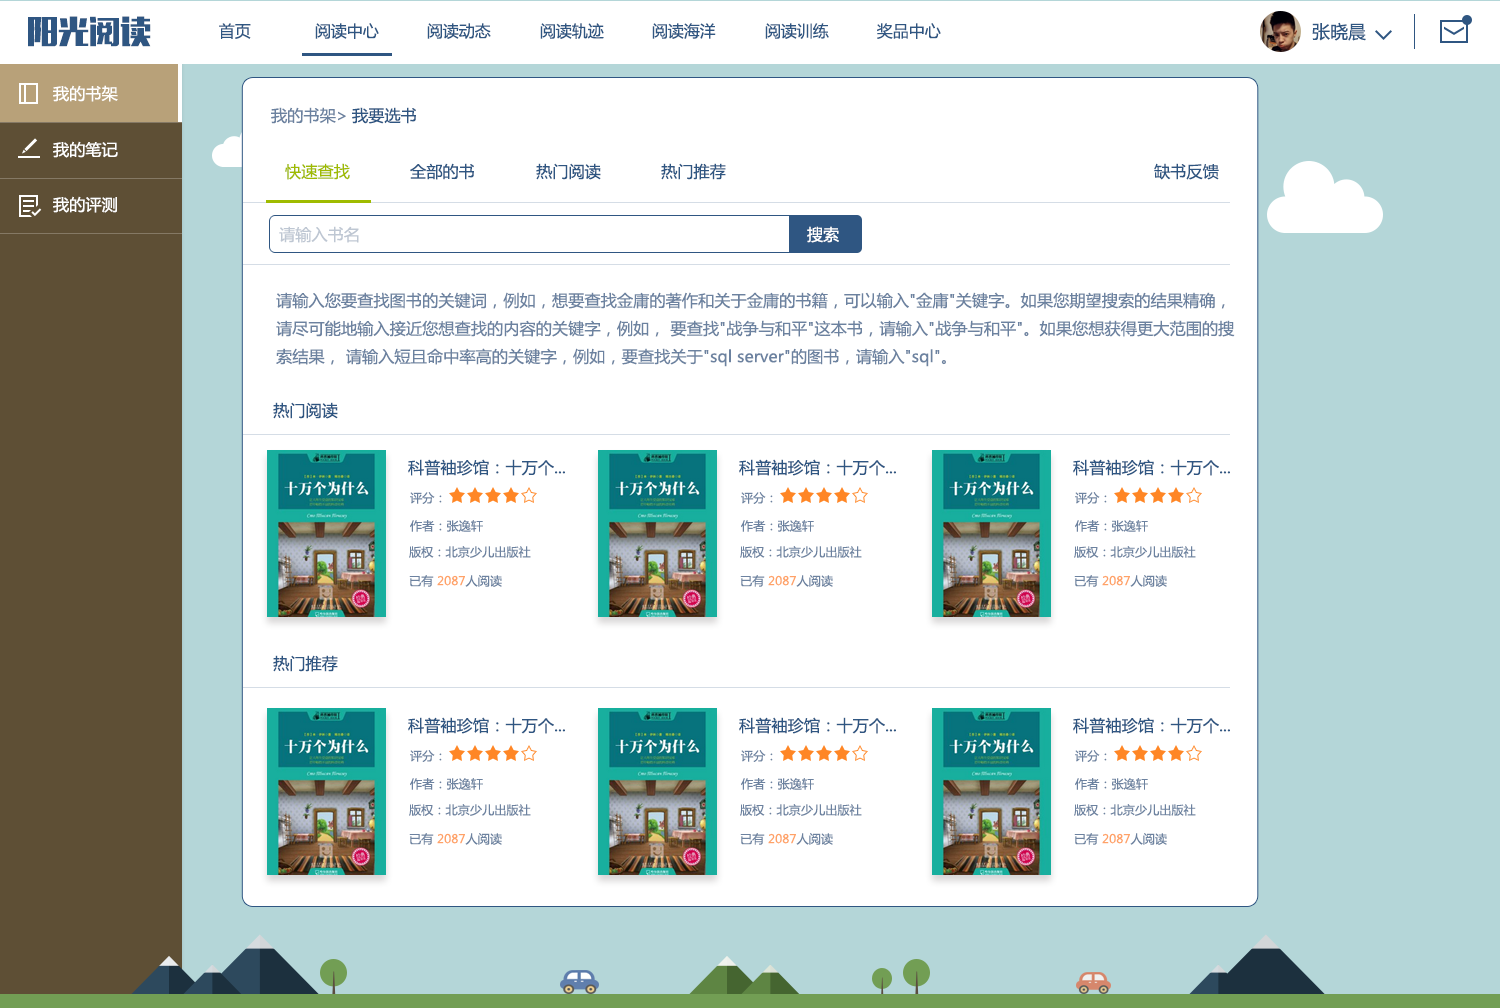 阳光阅读 首页 阅读中心 阅读动态 阅读轨迹 阅读海洋 阅读训练 奖品中心 张晓晨
我的书架
我的笔记
我的评测
我的书架> 我要选书
快速查找 全部的书 热门阅读 热门推荐 缺书反馈
请输入书名 搜索
请输入您要查找图书的关键词，例如，想要查找金庸的著作和关于金庸的书籍，可以输入"金庸"关键字。如果您期望搜索的结果精确，
请尽可能地输入接近您想查找的内容的关键字，例如， 要查找"战争与和平"这本书，请输入"战争与和平"。如果您想获得更大范围的搜
索结果， 请输入短且命中率高的关键字，例如，要查找关于"sql server"的图书，请输入"sql"。
热门阅读
十万个为什么
科普袖珍馆：十万个...
评分：
作者：张逸轩
版权：北京少儿出版社
已有 2087人阅读
十万个为什么
科普袖珍馆：十万个...
评分：
作者：张逸轩
版权：北京少儿出版社
已有 2087人阅读
十万个为什么
科普袖珍馆：十万个...
评分：
作者：张逸轩
版权：北京少儿出版社
已有 2087人阅读
热门推荐
十万个为什么
科普袖珍馆：十万个...
评分：
作者：张逸轩
版权：北京少儿出版社
已有 2087人阅读
十万个为什么
科普袖珍馆：十万个...
评分：
作者：张逸轩
版权：北京少儿出版社
已有 2087人阅读
十万个为什么
科普袖珍馆：十万个...
评分：
作者：张逸轩
版权：北京少儿出版社
已有 2087人阅读